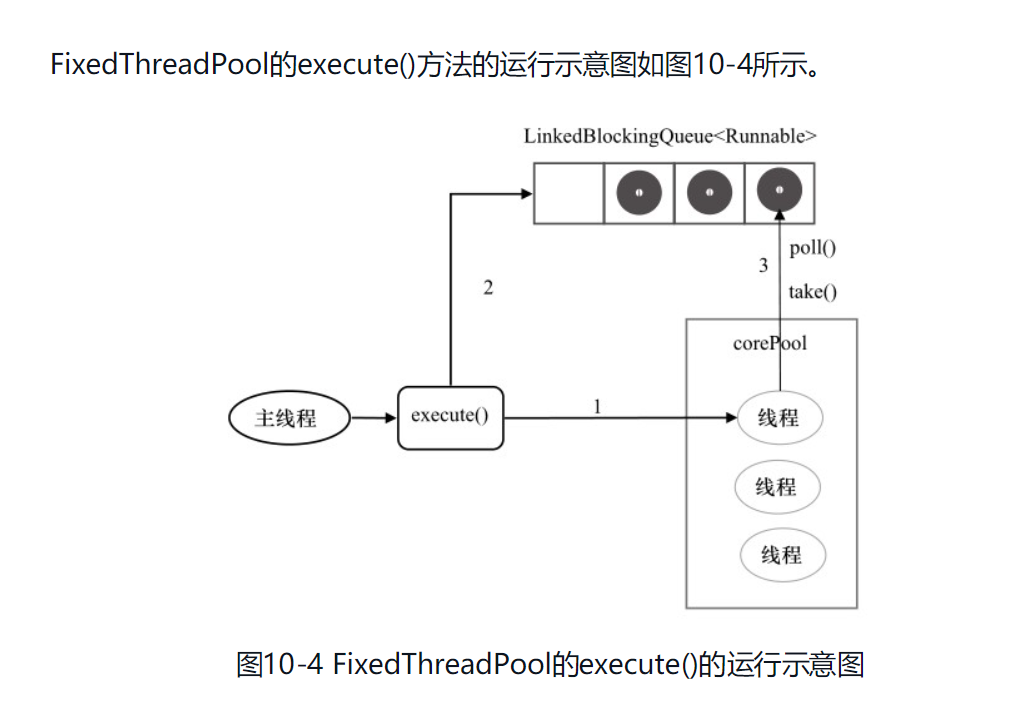 FixedThreadPool的execute()方法的运行示意图如图10-4所示。
LinkedBlockingQueue<Runnable>
poll()
3
take()
2
corePool
主线程
execute()
1
线程
线程
线程
图10-4 FixedThreadPool的execute()的运行示意图